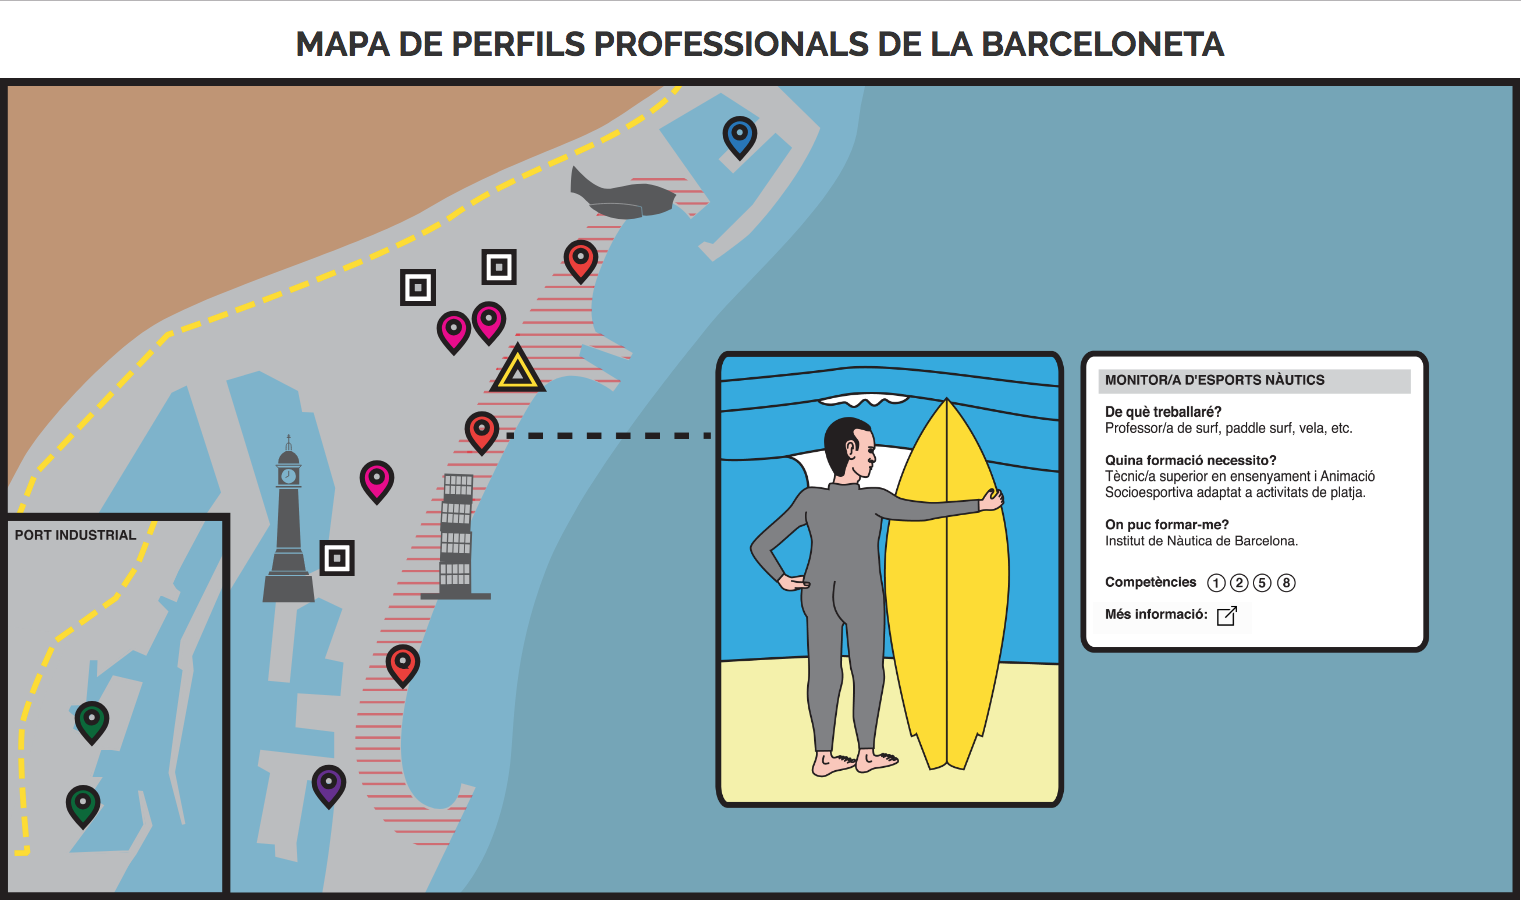 MAPA DE PERFILS PROFESSIONALS DE LA BARCELONETA
PORT INDUSTRIAL
MONITOR/A D'ESPORTS NÀUTICS
De què treballaré?
Professor/a de surf, paddle surf, vela, etc.
Quina formació necessito?
Tècnic/a superior en ensenyament i Animació
Socioesportiva adaptat a activitats de platja.
On puc formar-me?
Institut de Nàutica de Barcelona.
Competències 1 2 5 8
Més informació: